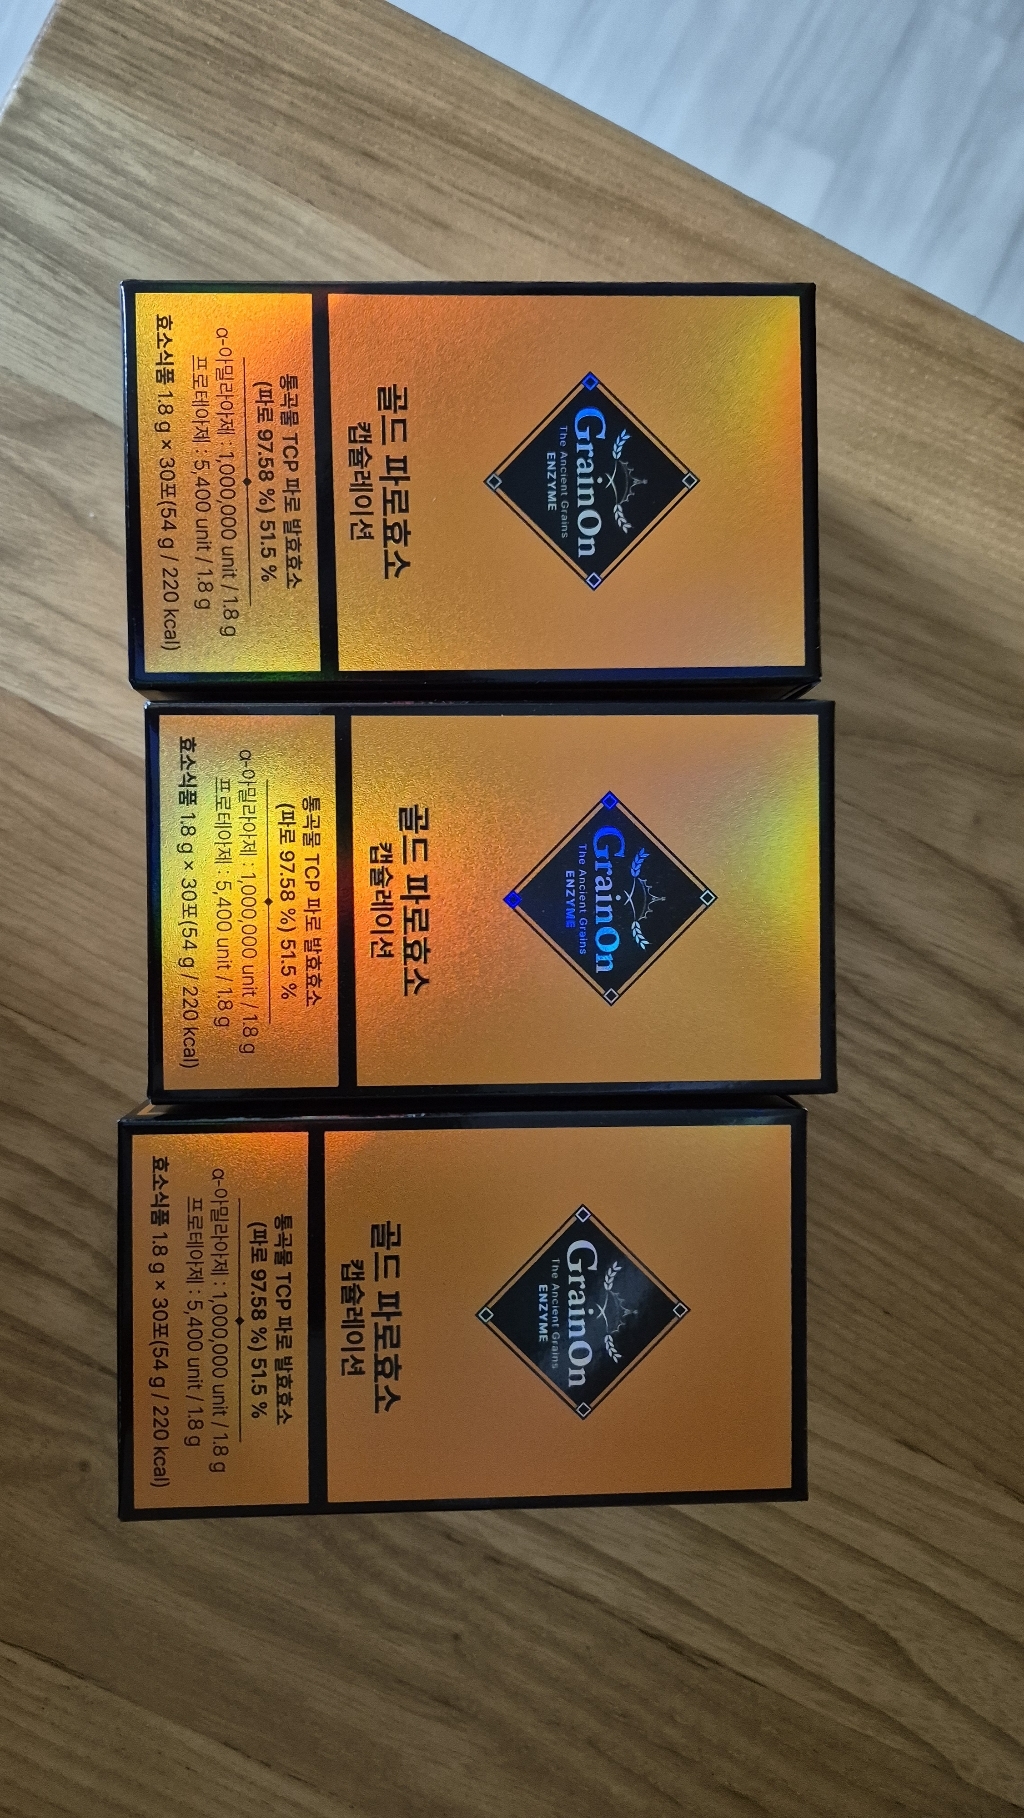 GrainOn
The Ancient Grains
ENZYME
골드 파로효소
캡슐레이션
통곡물 TCP 파로 발효효소
(파로 97.58 %) 51.5 %
α-아밀라아제 : 1,000,000 unit / 1.8 g
프로테아제 : 5,400 unit / 1.8 g
효소식품 1.8 g × 30포(54 g / 220 kcal)
GrainOn
The Ancient Grains
ENZYME
골드 파로효소
캡슐레이션
통곡물 TCP 파로 발효효소
(파로 97.58 %) 51.5 %
α-아밀라아제 : 1,000,000 unit / 1.8 g
프로테아제 : 5,400 unit / 1.8 g
효소식품 1.8 g × 30포(54 g / 220 kcal)
GrainOn
The Ancient Grains
ENZYME
골드 파로효소
캡슐레이션
통곡물 TCP 파로 발효효소
(파로 97.58 %) 51.5 %
α-아밀라아제 : 1,000,000 unit / 1.8 g
프로테아제 : 5,400 unit / 1.8 g
효소식품 1.8 g × 30포(54 g / 220 kcal)